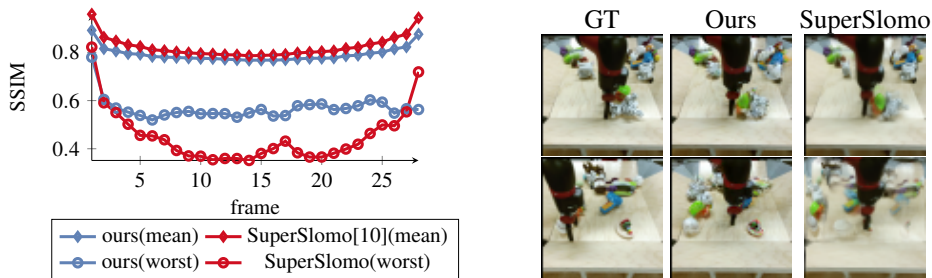 GT Ours SuperSlomo
SSIM
0.8
0.6
0.4
5 10 15 20 25
frame
ours(mean) SuperSlomo[10](mean)
ours(worst) SuperSlomo(worst)